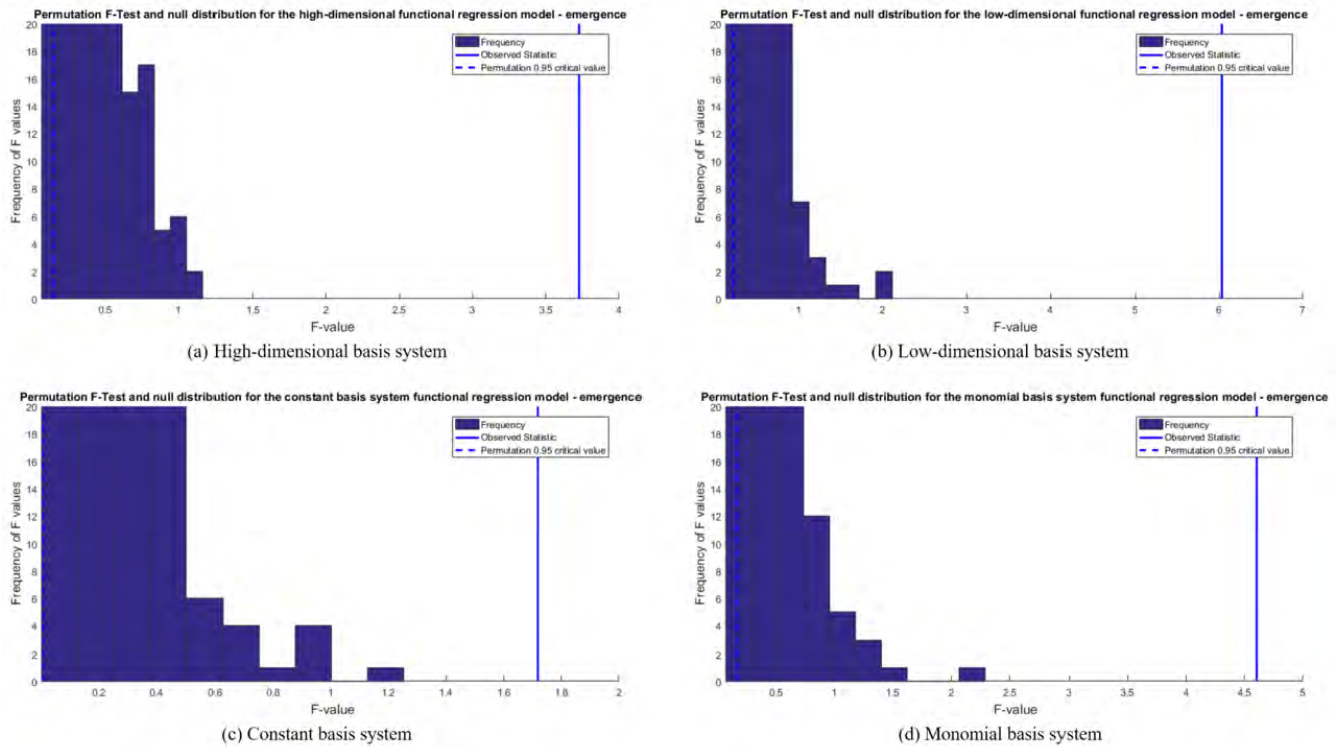 Permutation F-Test and null distribution for the high-dimensional functional regression model - emergence
Frequency
Observed Statistic
Permutation 0.95 critical value
Frequency of F values
20
18
16
14
12
10
8
6
4
2
0
0.5
1
1.5
2
2.5
3
3.5
4
F-value
(a) High-dimensional basis system
Permutation F-Test and null distribution for the low-dimensional functional regression model - emergence
Frequency
Observed Statistic
Permutation 0.95 critical value
Frequency of F values
20
18
16
14
12
10
8
6
4
2
0
1
2
3
4
5
6
7
F-value
(b) Low-dimensional basis system
Permutation F-Test and null distribution for the constant basis system functional regression model - emergence
Frequency
Observed Statistic
Permutation 0.95 critical value
Frequency of F values
20
18
16
14
12
10
8
6
4
2
0
0.2
0.4
0.6
0.8
1
1.2
1.4
1.6
1.8
2
F-value
(c) Constant basis system
Permutation F-Test and null distribution for the monomial basis system functional regression model - emergence
Frequency
Observed Statistic
Permutation 0.95 critical value
Frequency of F values
20
18
16
14
12
10
8
6
4
2
0
0.5
1
1.5
2
2.5
3
3.5
4
4.5
5
F-value
(d) Monomial basis system